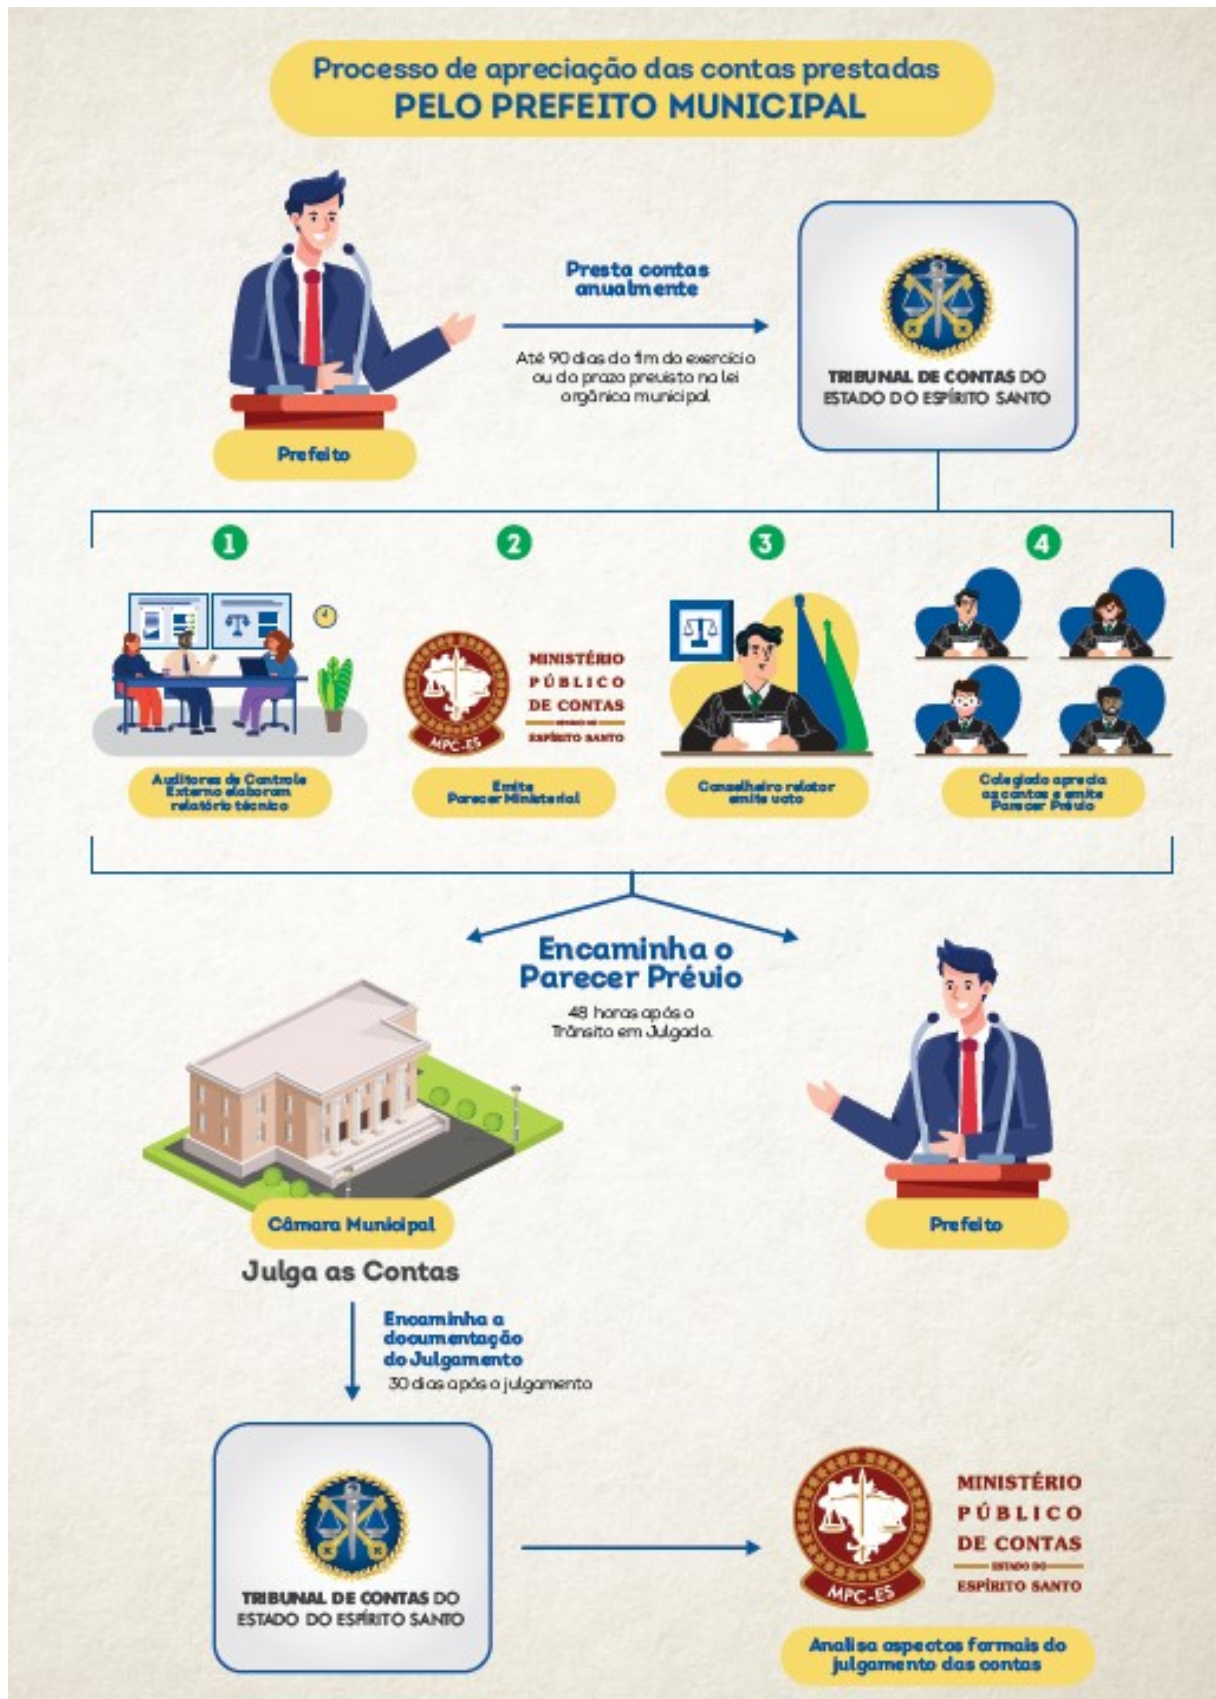 Processo de apreciação das contas prestadas
PELO PREFEITO MUNICIPAL
Presta contas
anualmente
Até 90 dias do fim do exercício
ou do prazo previsto na lei
orgânica municipal
TRIBUNAL DE CONTAS DO
ESTADO DO ESPÍRITO SANTO
Prefeito
1
2
3
4
MINISTÉRIO
PÚBLICO
DE CONTAS
ESTADO DO
ESPÍRITO SANTO
MPC-ES
Auditores de Controle
Externo elaboram
relatório técnico
Emite
Parecer Ministerial
Conselheiro relator
emite voto
Colegiado aprecia
as contas e emite
Parecer Prévio
Encaminha o
Parecer Prévio
48 horas após o
Trânsito em Julgado.
Câmara Municipal
Prefeito
Julga as Contas
Encaminha a
documentação
do Julgamento
30 dias após o julgamento
TRIBUNAL DE CONTAS DO
ESTADO DO ESPÍRITO SANTO
MINISTÉRIO
PÚBLICO
DE CONTAS
ESTADO DO
ESPÍRITO SANTO
MPC-ES
Analisa aspectos formais do
julgamento das contas